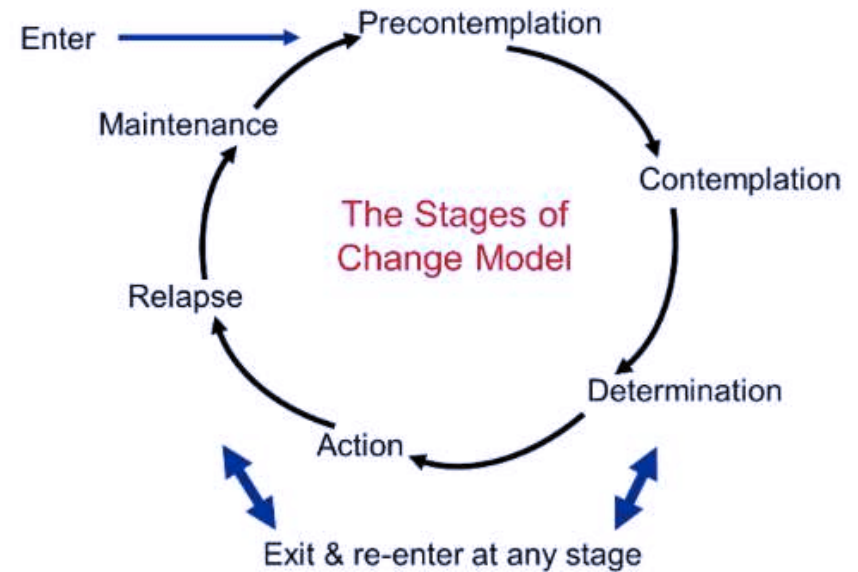 Enter
Precontemplation
Maintenance
Contemplation
The Stages of
Change Model
Relapse
Determination
Action
Exit & re-enter at any stage